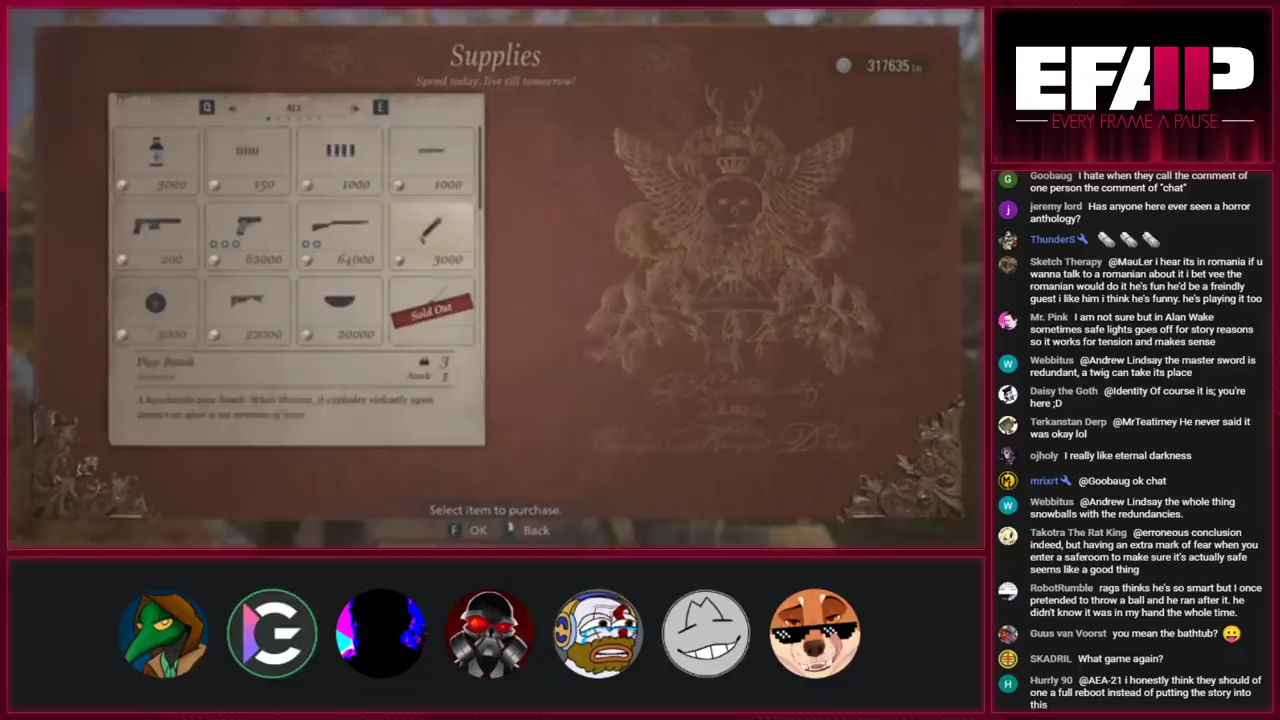 Supplies
Spend today, live till tomorrow!
317635 Lei
Q ALL E
3000 150 1000 1000
200 62000 64000 3000
3000 22000 20000 Sold Out
Pipe Bomb 3
Stock 1
Select item to purchase.
F OK Back
EFAP
EVERY FRAME A PAUSE
Goobaug I hate when they call the comment of
one person the comment of "chat"
jeremy lord Has anyone here ever seen a horror
anthology?
ThunderS
Sketch Therapy @MauLer i hear its in romania if u
wanna talk to a romanian about it i bet vee the
romanian would do it he's fun he'd be a freindly
guest i like him i think he's funny. he's playing it too
Mr. Pink I am not sure but in Alan Wake
sometimes safe lights goes off for story reasons
so it works for tension and makes sense
Webbitus @Andrew Lindsay the master sword is
redundant, a twig can take its place
Daisy the Goth @Identity Of course it is; you're
here ;D
Terkanstan Derp @MrTeatimey He never said it
was okay lol
ojholy I really like eternal darkness
mrixrt @Goobaug ok chat
Webbitus @Andrew Lindsay the whole thing
snowballs with the redundancies.
Takotra The Rat King @erroneous conclusion
indeed, but having an extra mark of fear when you
enter a saferoom to make sure it's actually safe
seems like a good thing
RobotRumble rags thinks he's so smart but I once
pretended to throw a ball and he ran after it. he
didn't know it was in my hand the whole time.
Guus van Voorst you mean the bathtub?
SKADRIL What game again?
Hurrly 90 @AEA-21 i honestly think they should of
one a full reboot instead of putting the story into
this